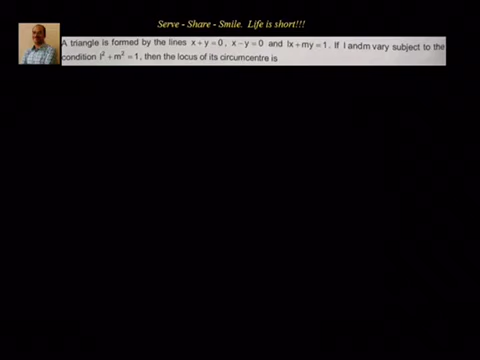 Serve - Share - Smile. Life is short!!!
A triangle is formed by the lines x + y = 0 , x − y = 0 and lx + my = 1 . If l and m vary subject to the
condition l² + m² = 1 , then the locus of its circumcentre is